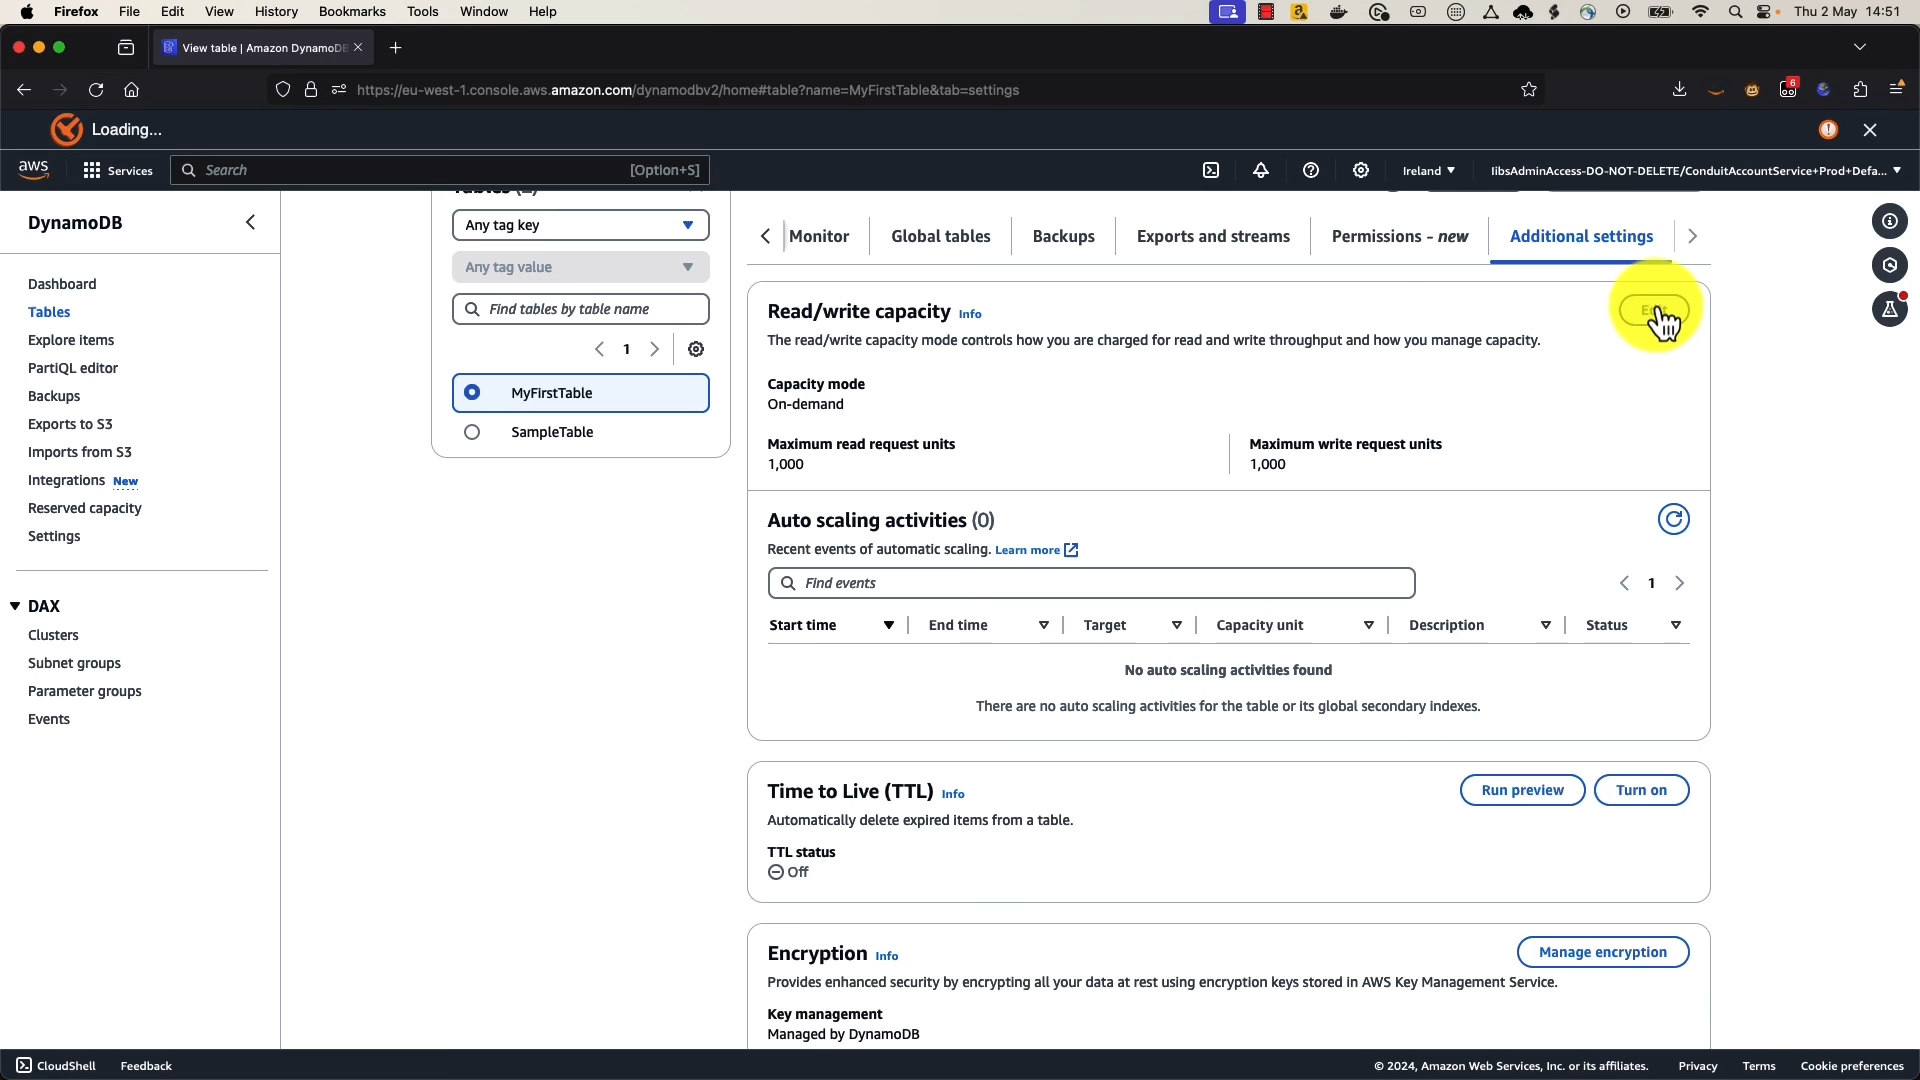 Firefox File Edit View History Bookmarks Tools Window Help
Thu 2 May 14:51
View table | Amazon DynamoDB
https://eu-west-1.console.aws.amazon.com/dynamodbv2/home#table?name=MyFirstTable&tab=settings
6
Loading...
aws Services Search [Option+S] Ireland IibsAdminAccess-DO-NOT-DELETE/ConduitAccountService+Prod+Defa...
DynamoDB
Dashboard
Tables
Explore items
PartiQL editor
Backups
Exports to S3
Imports from S3
Integrations New
Reserved capacity
Settings
DAX
Clusters
Subnet groups
Parameter groups
Events
Any tag key
Any tag value
Find tables by table name
1
MyFirstTable
SampleTable
Monitor Global tables Backups Exports and streams Permissions - new Additional settings
Read/write capacity Info
The read/write capacity mode controls how you are charged for read and write throughput and how you manage capacity.
Capacity mode
On-demand
Maximum read request units Maximum write request units
1,000 1,000
Auto scaling activities (0)
Recent events of automatic scaling. Learn more
Find events
1
Start time End time Target Capacity unit Description Status
No auto scaling activities found
There are no auto scaling activities for the table or its global secondary indexes.
Time to Live (TTL) Info
Run preview Turn on
Automatically delete expired items from a table.
TTL status
Off
Encryption Info
Manage encryption
Provides enhanced security by encrypting all your data at rest using encryption keys stored in AWS Key Management Service.
Key management
Managed by DynamoDB
CloudShell Feedback © 2024, Amazon Web Services, Inc. or its affiliates. Privacy Terms Cookie preferences